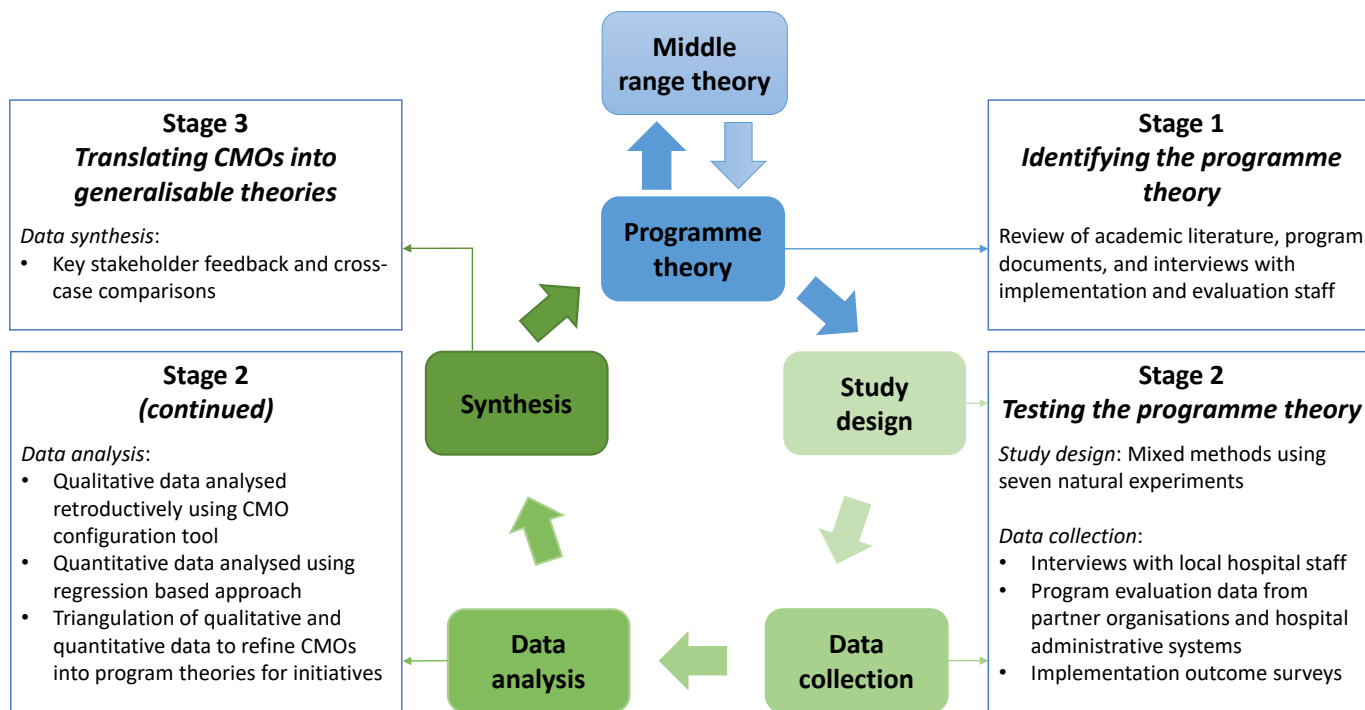 Middle
range theory
Stage 3
Translating CMOs into
generalisable theories
Data synthesis:
• Key stakeholder feedback and cross-
case comparisons
Programme
theory
Stage 1
Identifying the programme
theory
Review of academic literature, program
documents, and interviews with
implementation and evaluation staff
Synthesis
Study
design
Stage 2
(continued)
Data analysis:
• Qualitative data analysed
retroductively using CMO
configuration tool
• Quantitative data analysed using
regression based approach
• Triangulation of qualitative and
quantitative data to refine CMOs
into program theories for initiatives
Stage 2
Testing the programme theory
Study design: Mixed methods using
seven natural experiments
Data collection:
• Interviews with local hospital staff
• Program evaluation data from
partner organisations and hospital
administrative systems
• Implementation outcome surveys
Data
analysis
Data
collection